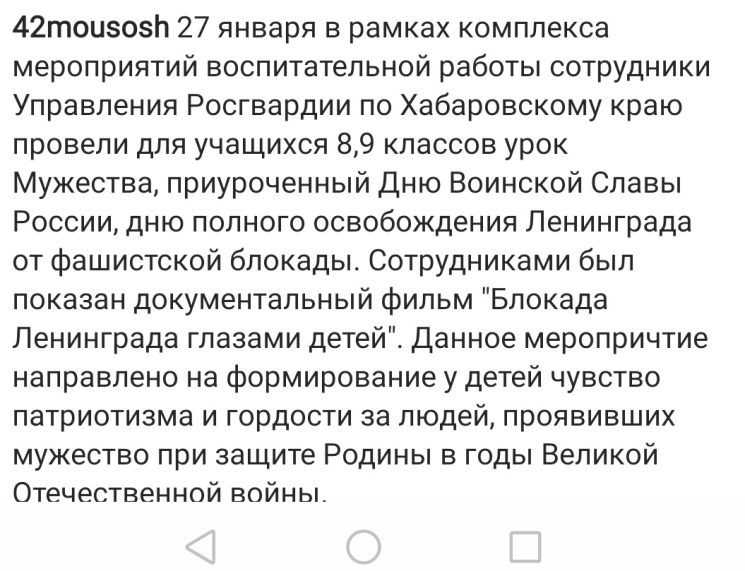 42mousosh 27 января в рамках комплекса
мероприятий воспитательной работы сотрудники
Управления Росгвардии по Хабаровскому краю
провели для учащихся 8,9 классов урок
Мужества, приуроченный Дню Воинской Славы
России, дню полного освобождения Ленинграда
от фашистской блокады. Сотрудниками был
показан документальный фильм "Блокада
Ленинграда глазами детей". Данное меропричтие
направлено на формирование у детей чувство
патриотизма и гордости за людей, проявивших
мужество при защите Родины в годы Великой
Отечественной войны.